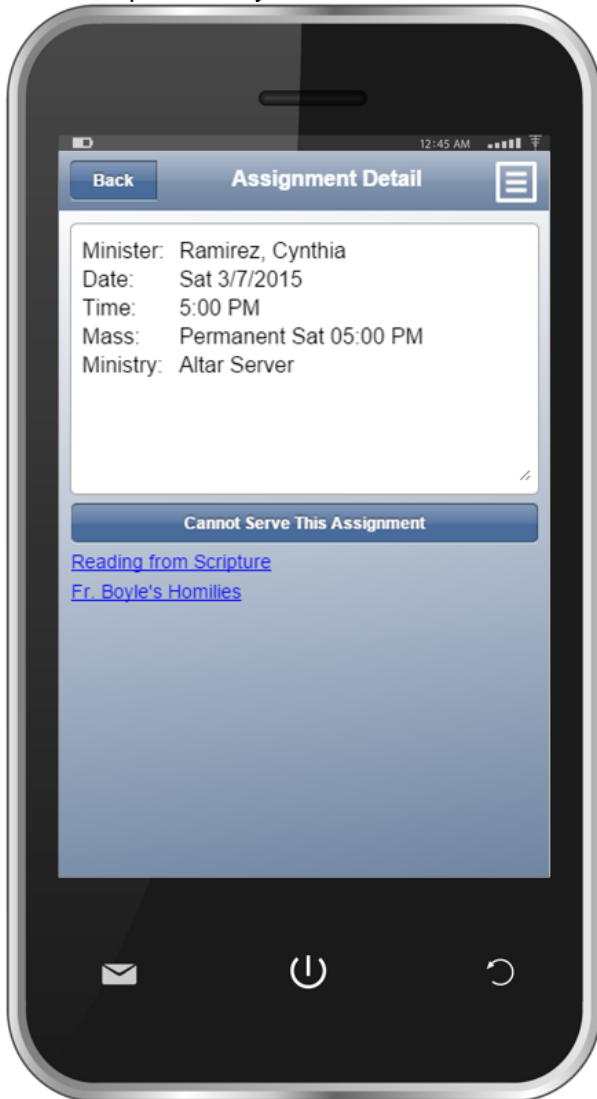 12:45 AM
Back Assignment Detail
Minister: Ramirez, Cynthia
Date: Sat 3/7/2015
Time: 5:00 PM
Mass: Permanent Sat 05:00 PM
Ministry: Altar Server
Cannot Serve This Assignment
Reading from Scripture
Fr. Boyle's Homilies